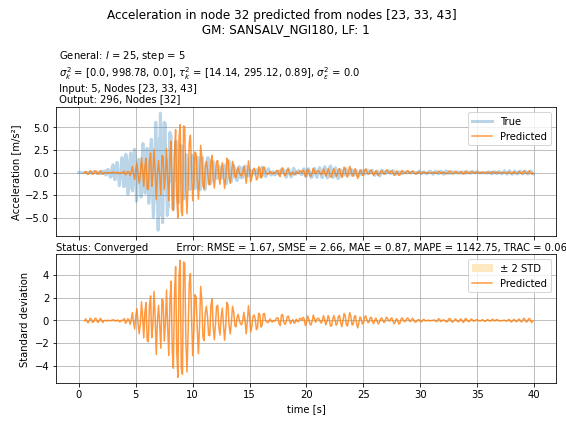 Acceleration in node 32 predicted from nodes [23, 33, 43]
GM: SANSALV_NGI180, LF: 1
General: l = 25, step = 5
σ²ₖ = [0.0, 998.78, 0.0], τ²ₖ = [14.14, 295.12, 0.89], σ²ε = 0.0
Input: 5, Nodes [23, 33, 43]
Output: 296, Nodes [32]
Acceleration [m/s²]
5.0
2.5
0.0
−2.5
−5.0
True
Predicted
Status: Converged Error: RMSE = 1.67, SMSE = 2.66, MAE = 0.87, MAPE = 1142.75, TRAC = 0.06
Standard deviation
4
2
0
−2
−4
± 2 STD
Predicted
0 5 10 15 20 25 30 35 40
time [s]